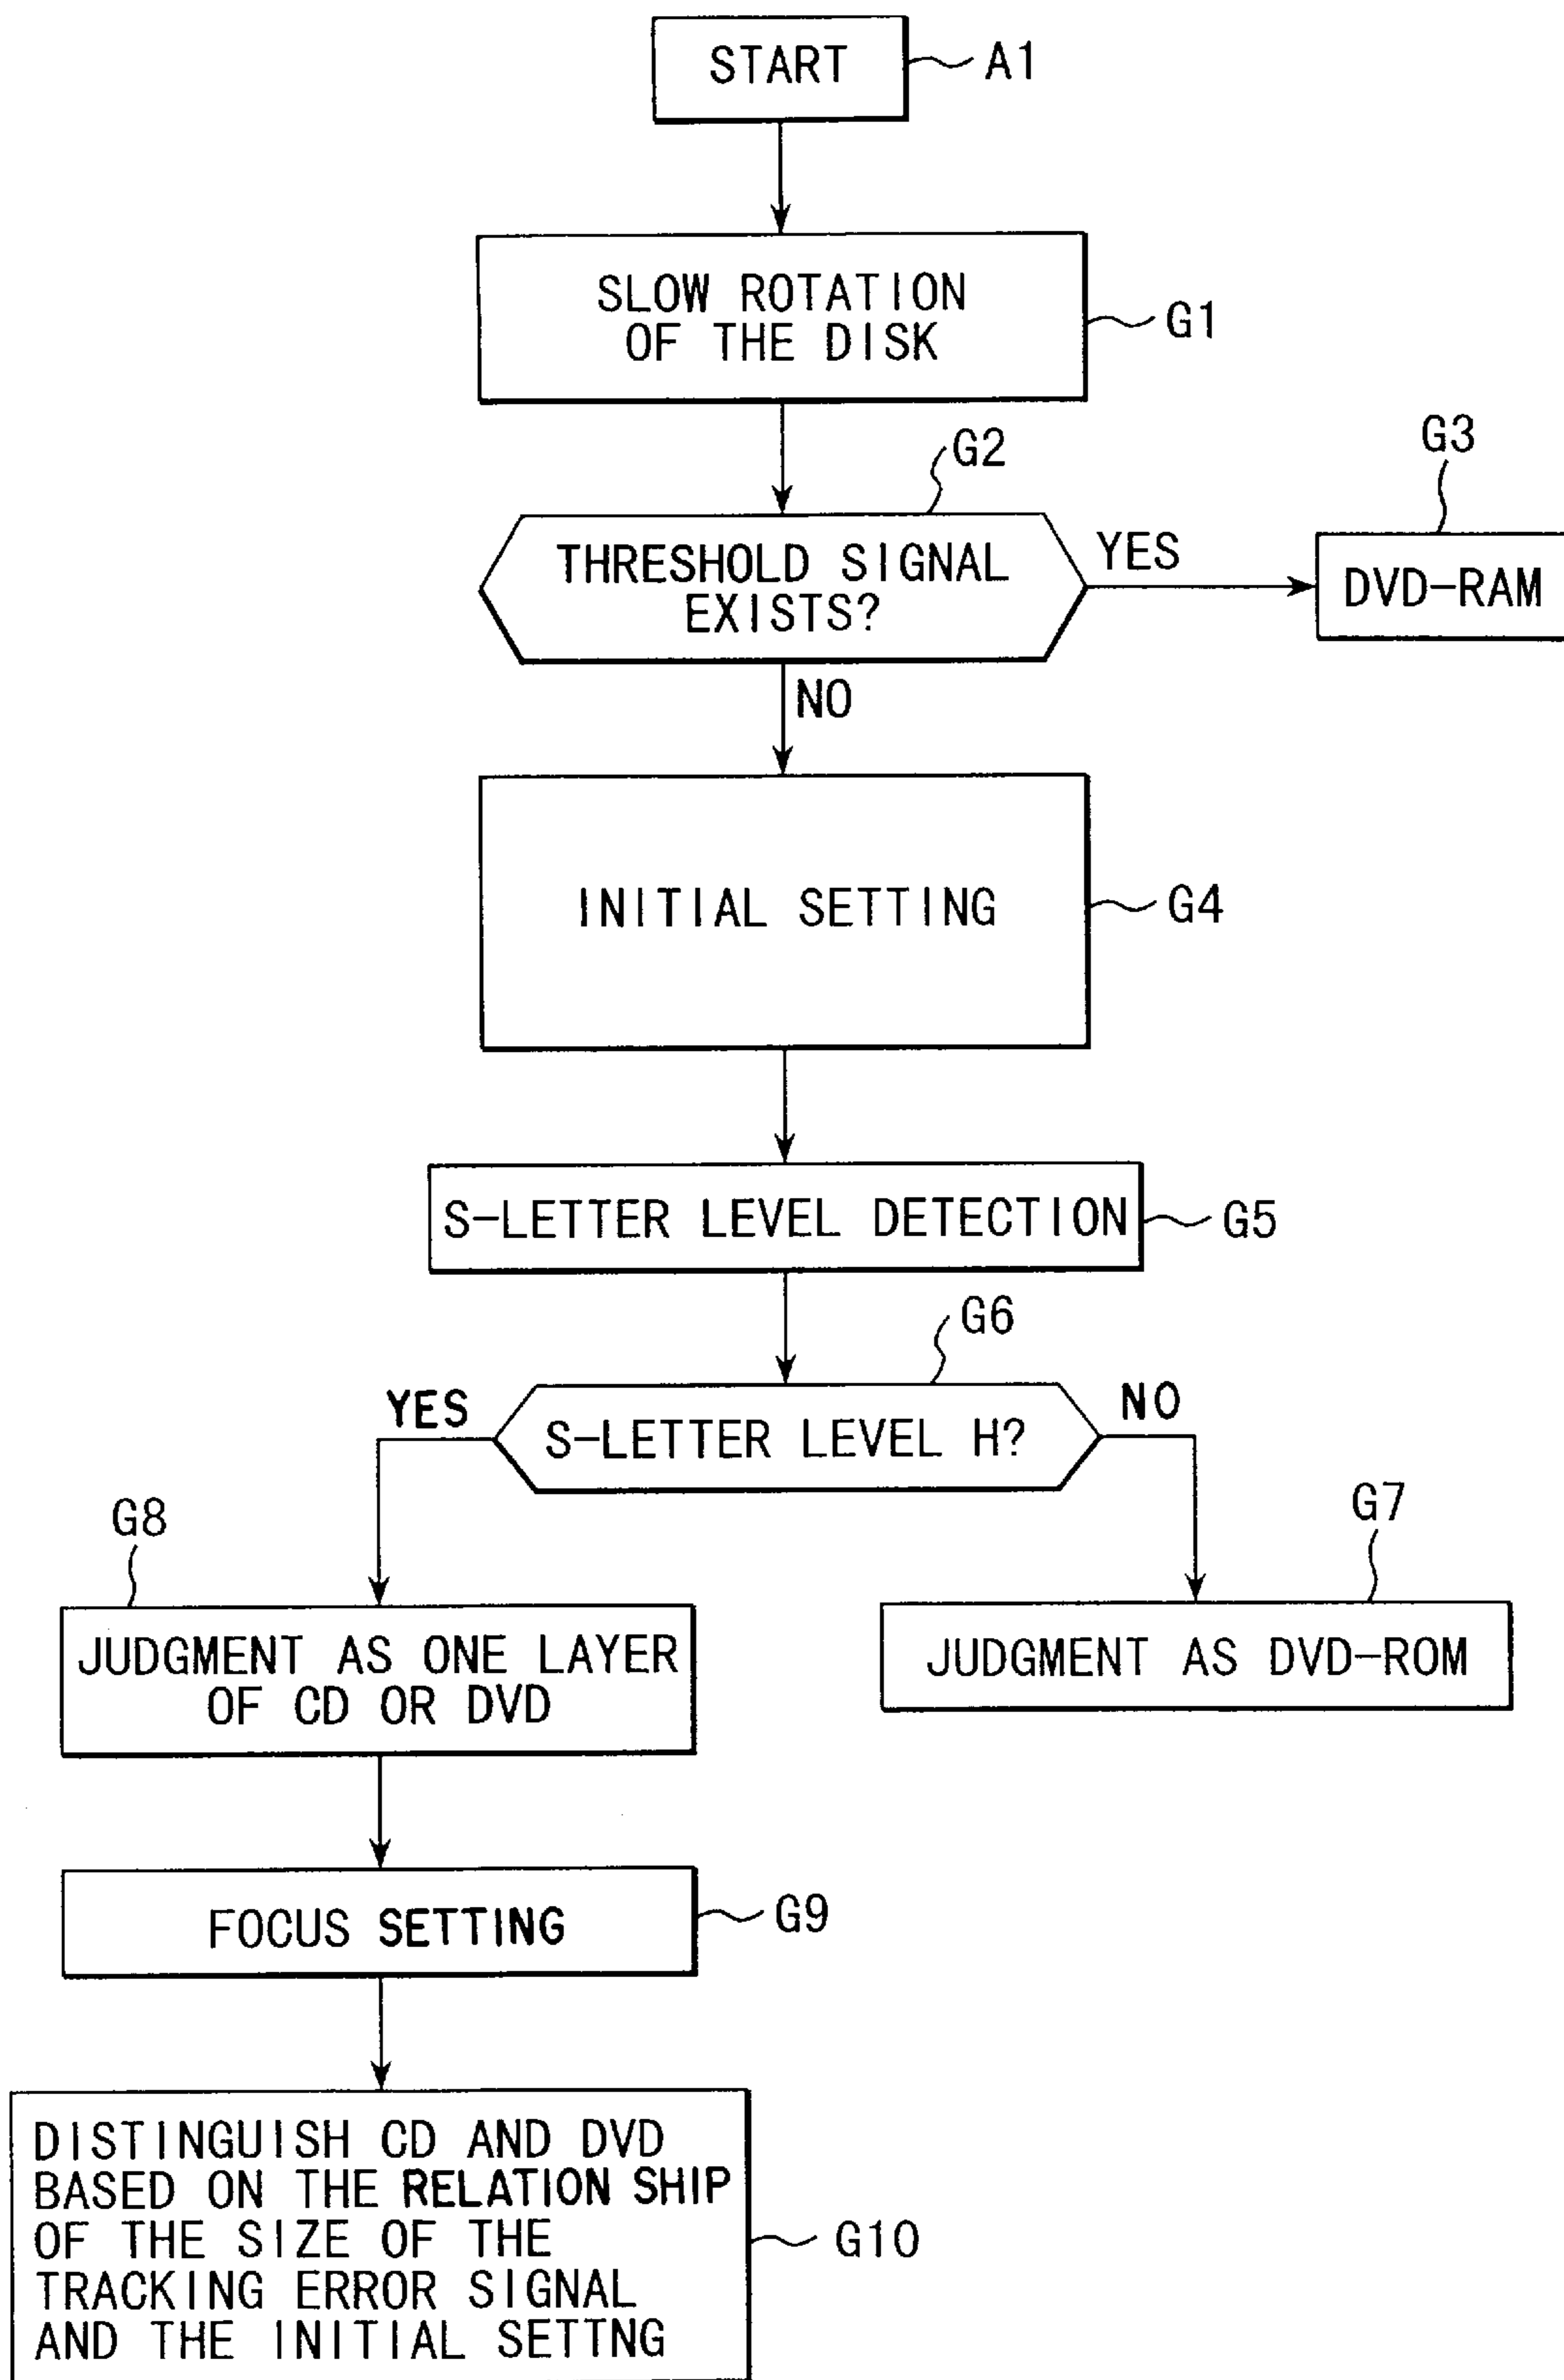 START
A1
SLOW ROTATION
OF THE DISK
G1
G2
G3
THRESHOLD SIGNAL
EXISTS?
YES
DVD-RAM
NO
INITIAL SETTING
G4
S-LETTER LEVEL DETECTION
G5
G6
YES
S-LETTER LEVEL H?
NO
G8
G7
JUDGMENT AS ONE LAYER
OF CD OR DVD
JUDGMENT AS DVD-ROM
FOCUS SETTING
G9
DISTINGUISH CD AND DVD
BASED ON THE RELATION SHIP
OF THE SIZE OF THE
TRACKING ERROR SIGNAL
AND THE INITIAL SETTNG
G10